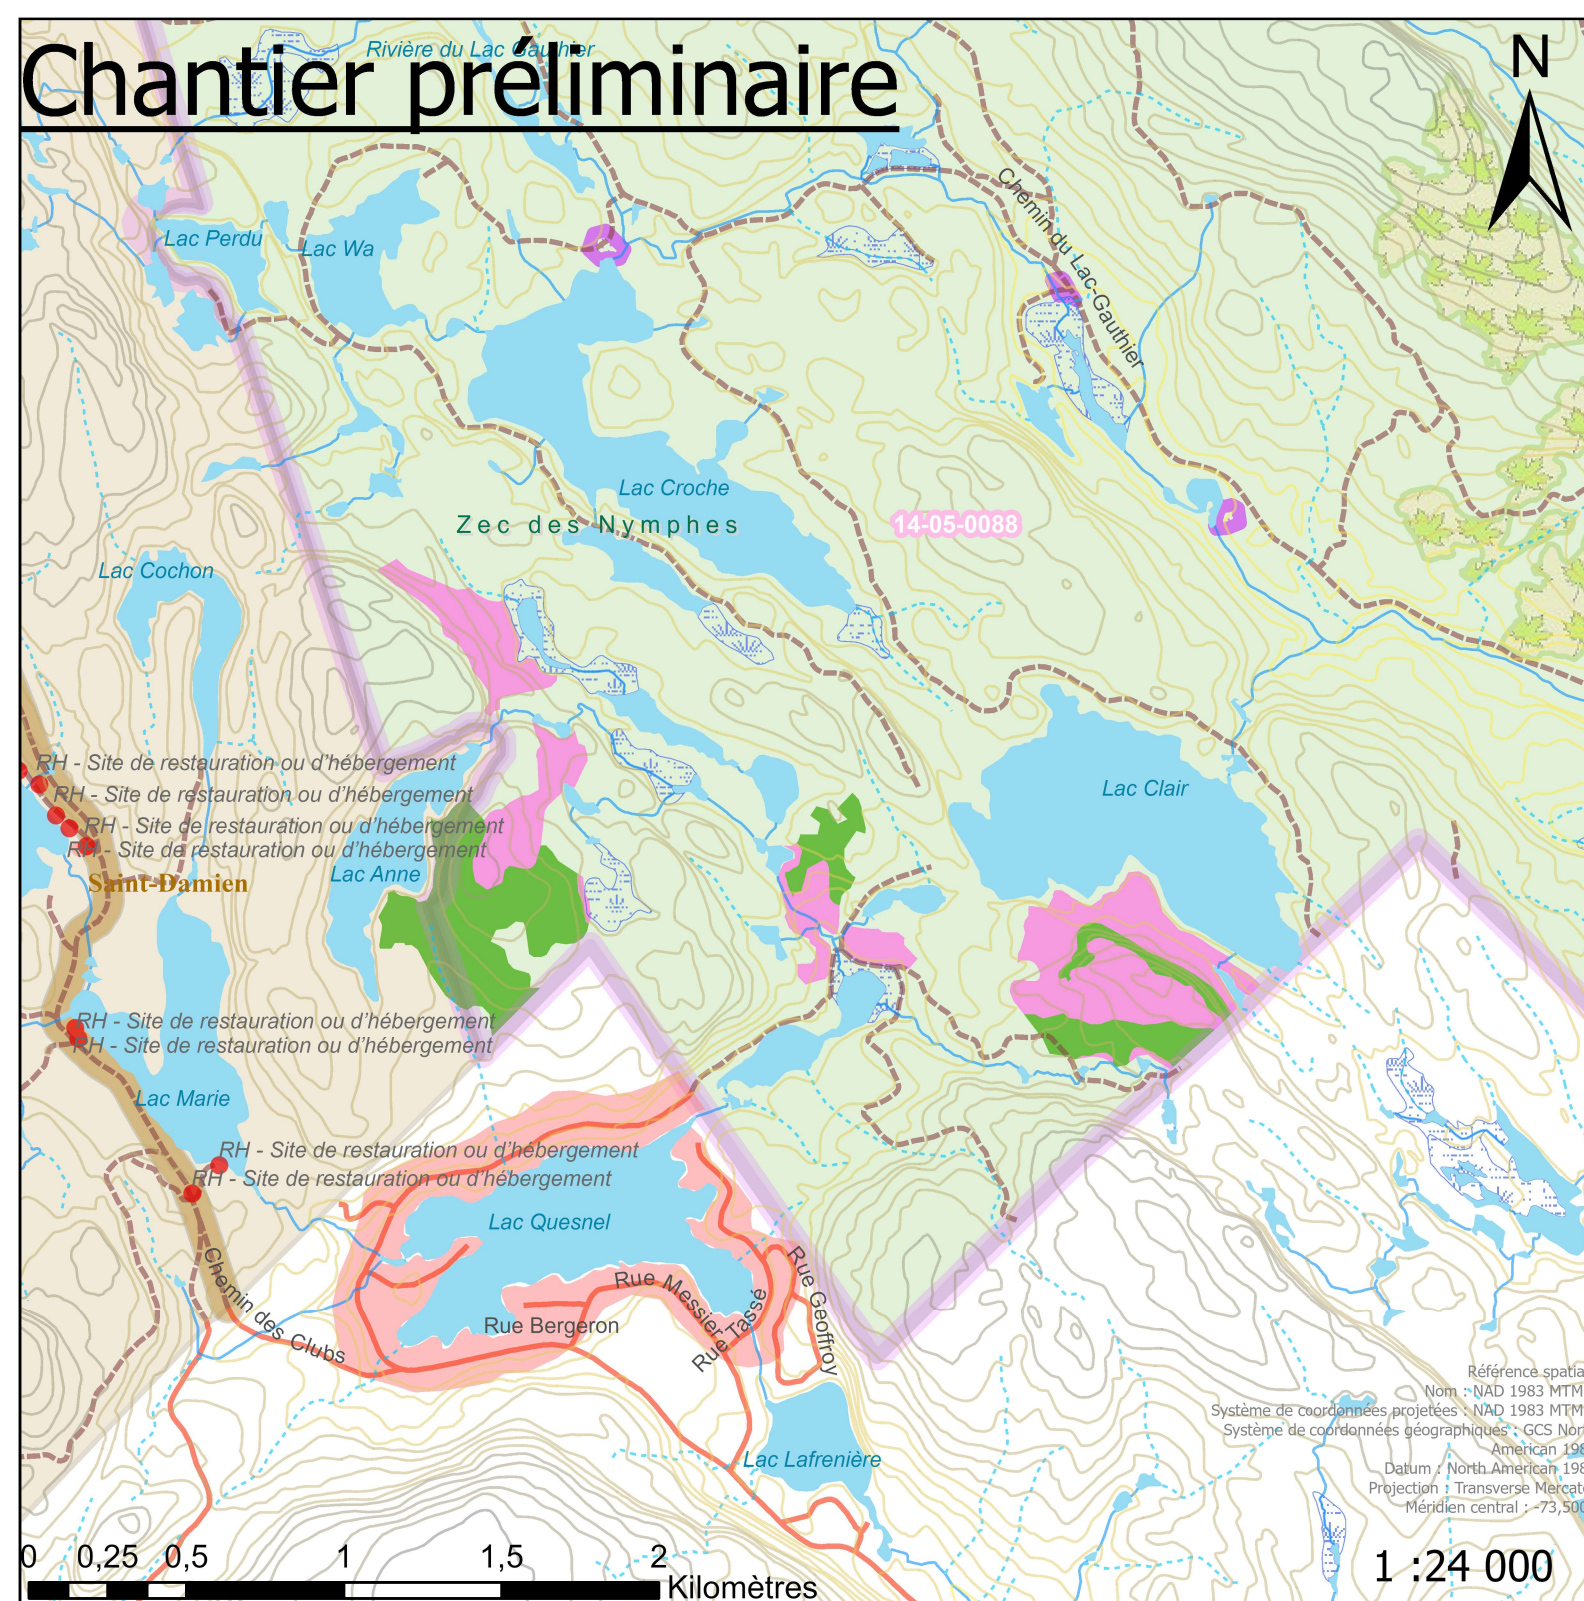 Rivière du Lac Gauthier
Chantier préliminaire
N
Chemin du Lac-Gauthier
Lac Perdu
Lac Wa
Lac Croche
Zec des Nymphes
14-05-0088
Lac Cochon
RH - Site de restauration ou d'hébergement
RH - Site de restauration ou d'hébergement
RH - Site de restauration ou d'hébergement
RH - Site de restauration ou d'hébergement
Lac Clair
Lac Anne
Saint-Damien
RH - Site de restauration ou d'hébergement
RH - Site de restauration ou d'hébergement
Lac Marie
RH - Site de restauration ou d'hébergement
RH - Site de restauration ou d'hébergement
Lac Quesnel
Chemin des Clubs
Rue Bergeron
Rue Messier
Rue Tassé
Rue Geoffroy
Lac Lafrenière
Référence spatia
Nom : NAD 1983 MTM
Système de coordonnées projetées : NAD 1983 MTM
Système de coordonnées géographiques : GCS Nor
American 198
Datum : North American 198
Projection : Transverse Mercat
Méridien central : -73,500
0 0,25 0,5 1 1,5 2
Kilomètres
1 :24 000